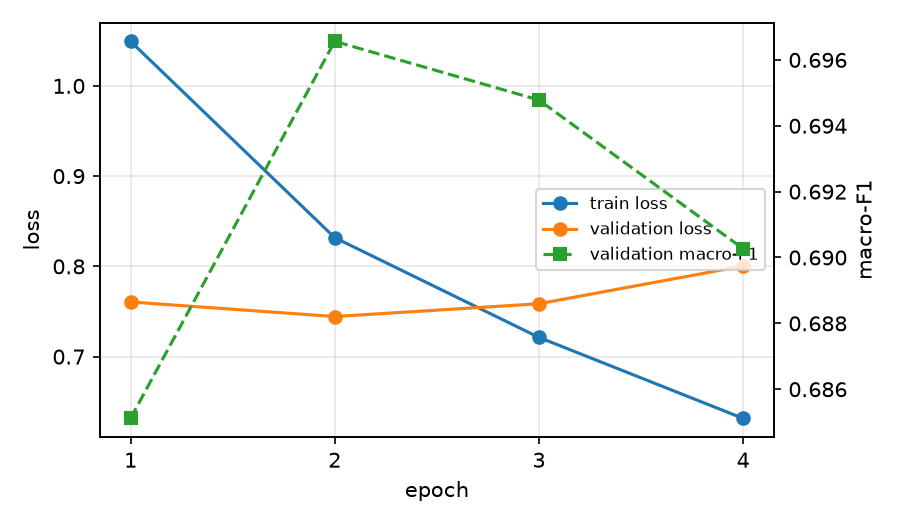 0.696
1.0
0.694
0.9
0.692
train loss
validation loss
validation macro-F1
loss
macro-F1
0.8
0.690
0.688
0.7
0.686
1
2
3
4
epoch